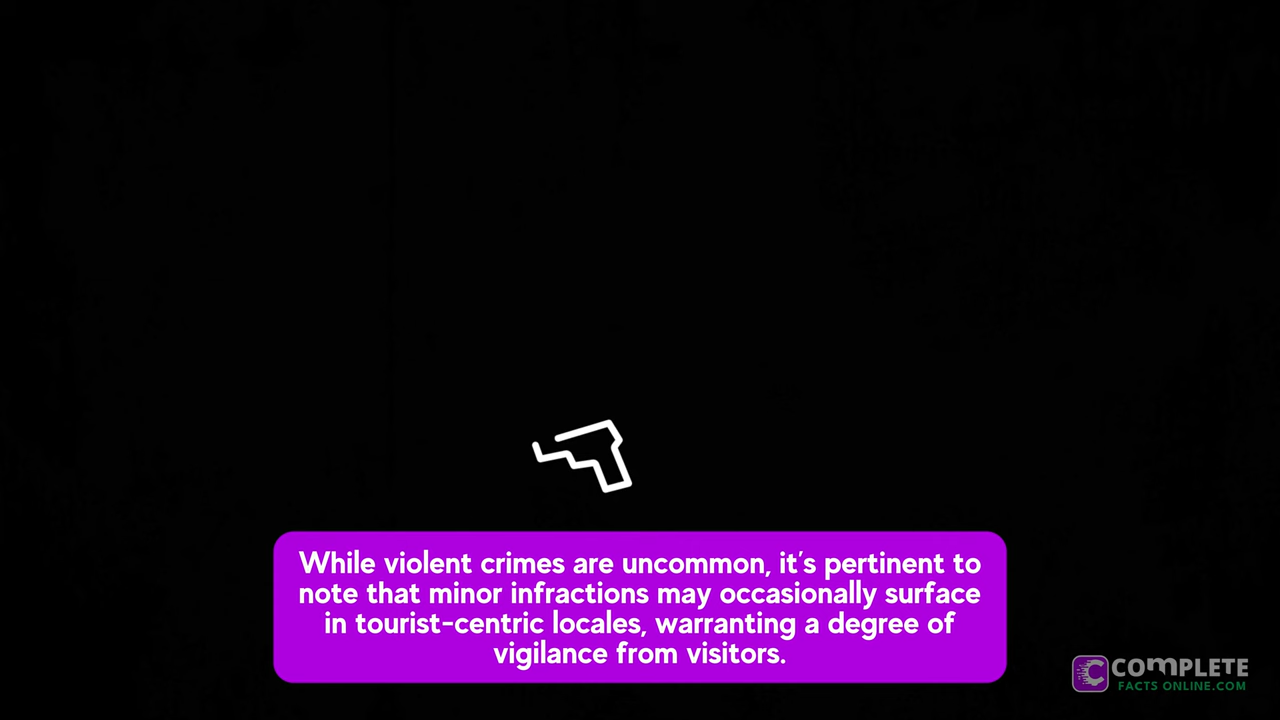 While violent crimes are uncommon, it's pertinent to
note that minor infractions may occasionally surface
in tourist-centric locales, warranting a degree of
vigilance from visitors.
COMPLETE
FACTS ONLINE.COM